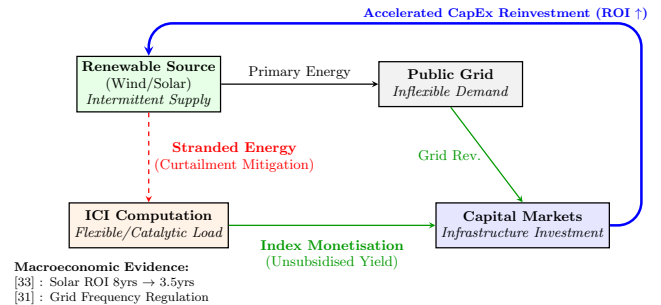 Accelerated CapEx Reinvestment (ROI ↑)
Renewable Source
(Wind/Solar)
Intermittent Supply
Primary Energy
Public Grid
Inflexible Demand
Stranded Energy
(Curtailment Mitigation)
Grid Rev.
ICI Computation
Flexible/Catalytic Load
Index Monetisation
(Unsubsidised Yield)
Capital Markets
Infrastructure Investment
Macroeconomic Evidence:
[33] : Solar ROI 8yrs → 3.5yrs
[31] : Grid Frequency Regulation